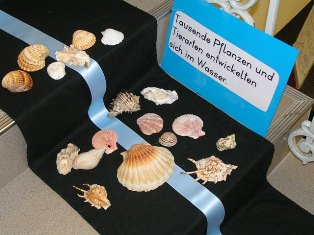 Tausende Pflanzen und
Tierarten entwickelten
sich im Wasser.